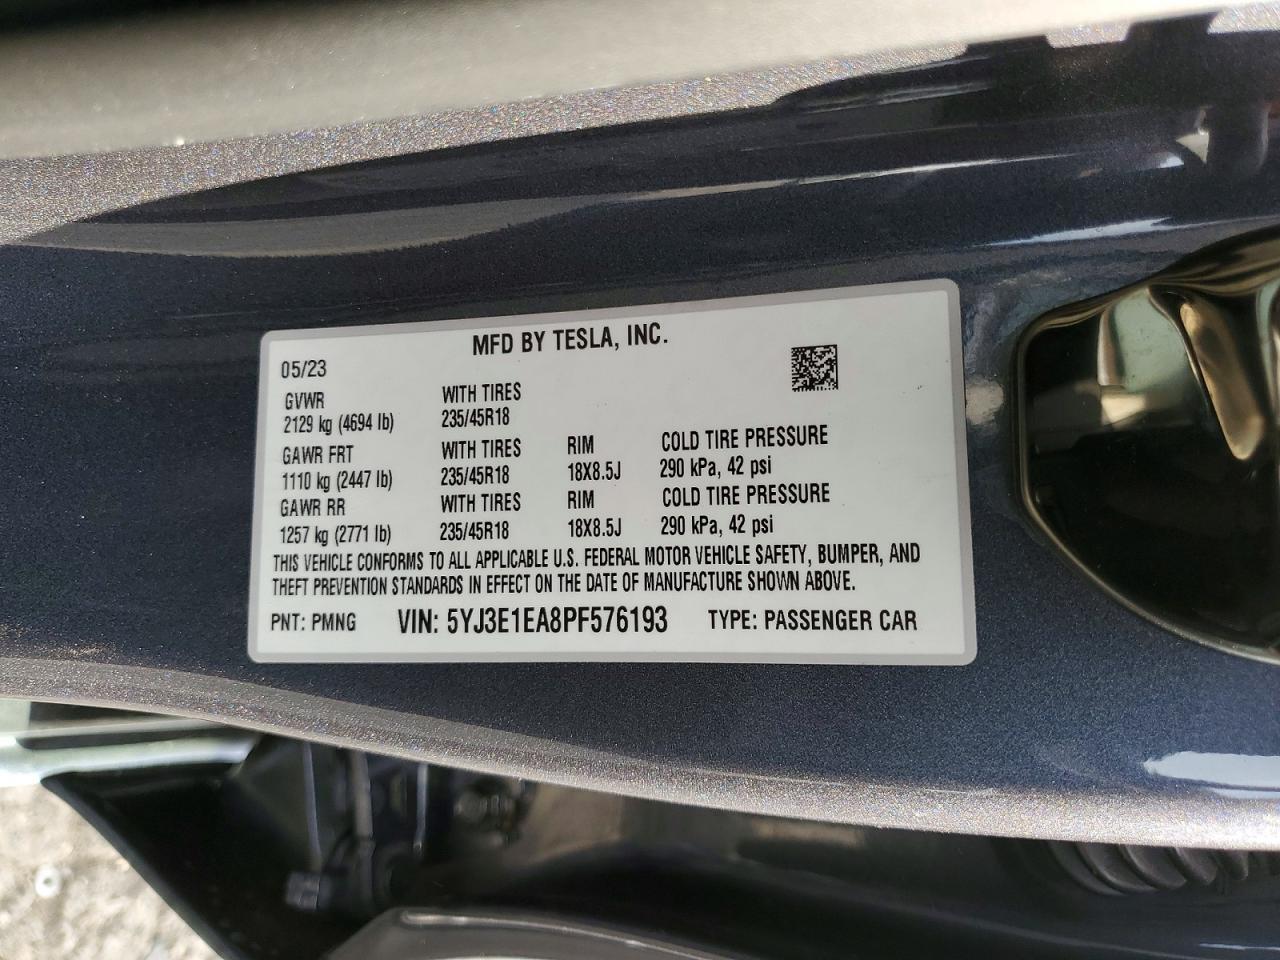 MFD BY TESLA, INC.
05/23
GVWR WITH TIRES
2129 kg (4694 lb) 235/45R18
GAWR FRT WITH TIRES RIM COLD TIRE PRESSURE
1110 kg (2447 lb) 235/45R18 18X8.5J 290 kPa, 42 psi
GAWR RR WITH TIRES RIM COLD TIRE PRESSURE
1257 kg (2771 lb) 235/45R18 18X8.5J 290 kPa, 42 psi
THIS VEHICLE CONFORMS TO ALL APPLICABLE U.S. FEDERAL MOTOR VEHICLE SAFETY, BUMPER, AND
THEFT PREVENTION STANDARDS IN EFFECT ON THE DATE OF MANUFACTURE SHOWN ABOVE.
PNT: PMNG VIN: 5YJ3E1EA8PF576193 TYPE: PASSENGER CAR